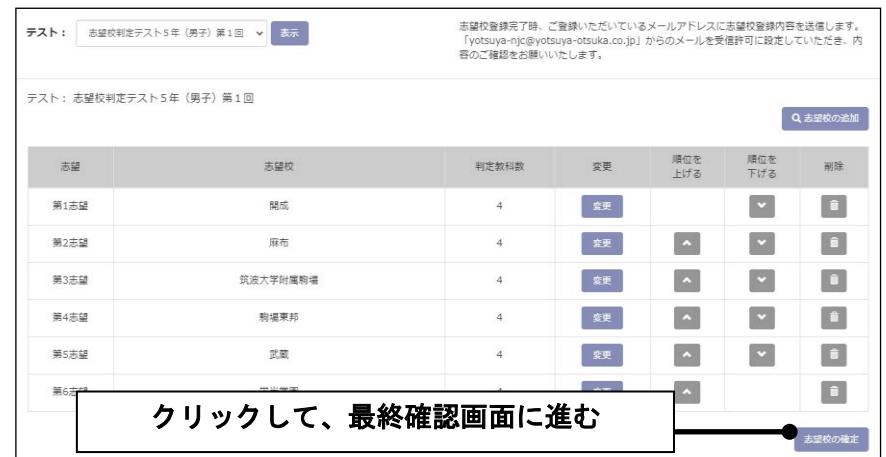 テスト： 志望校判定テスト５年（男子）第１回 表示
志望校登録完了時、ご登録いただいているメールアドレスに志望校登録内容を送信します。
「yotsuya-njc@yotsuya-otsuka.co.jp」からのメールを受信許可に設定していただき、内
容のご確認をお願いいたします。
テスト： 志望校判定テスト５年（男子）第１回
志望校の追加
志望 志望校 判定教科数 変更 順位を上げる 順位を下げる 削除
第1志望 開成 4 変更
第2志望 麻布 4 変更
第3志望 筑波大学附属駒場 4 変更
第4志望 駒場東邦 4 変更
第5志望 武蔵 4 変更
第6志望
クリックして、最終確認画面に進む
志望校の確定